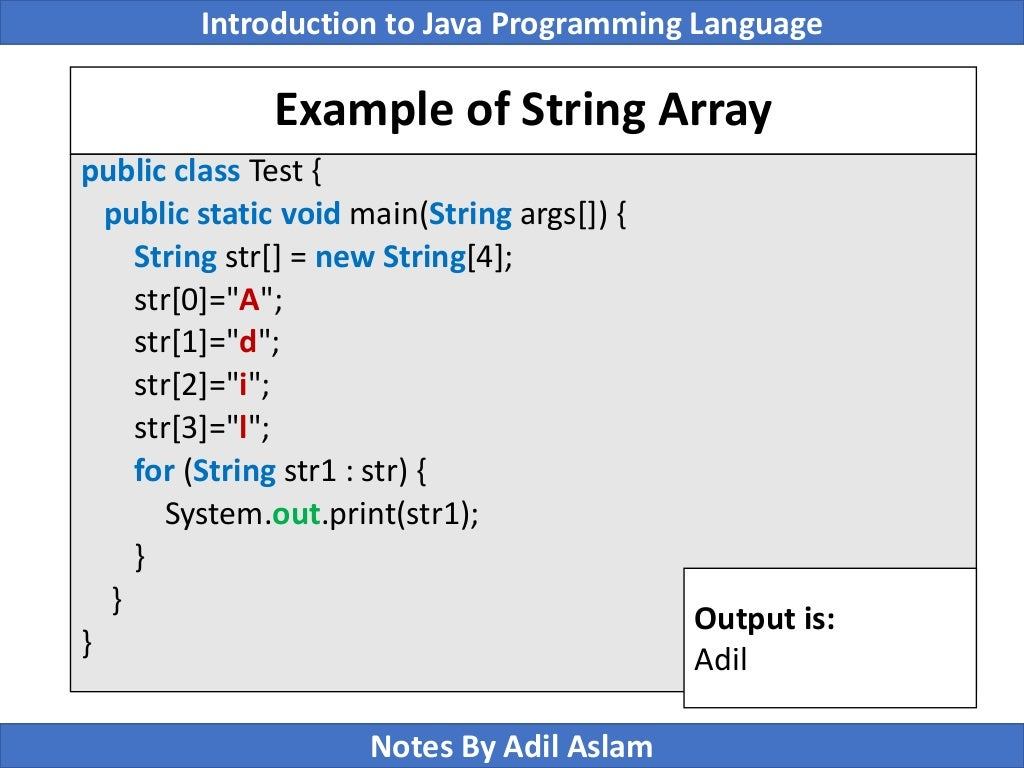 Introduction to Java Programming Language
Example of String Array
public class Test {
public static void main(String args[]) {
String str[] = new String[4];
str[0]="A";
str[1]="d";
str[2]="i";
str[3]="l";
for (String str1 : str) {
System.out.print(str1);
}
}
}
Output is:
Adil
Notes By Adil Aslam